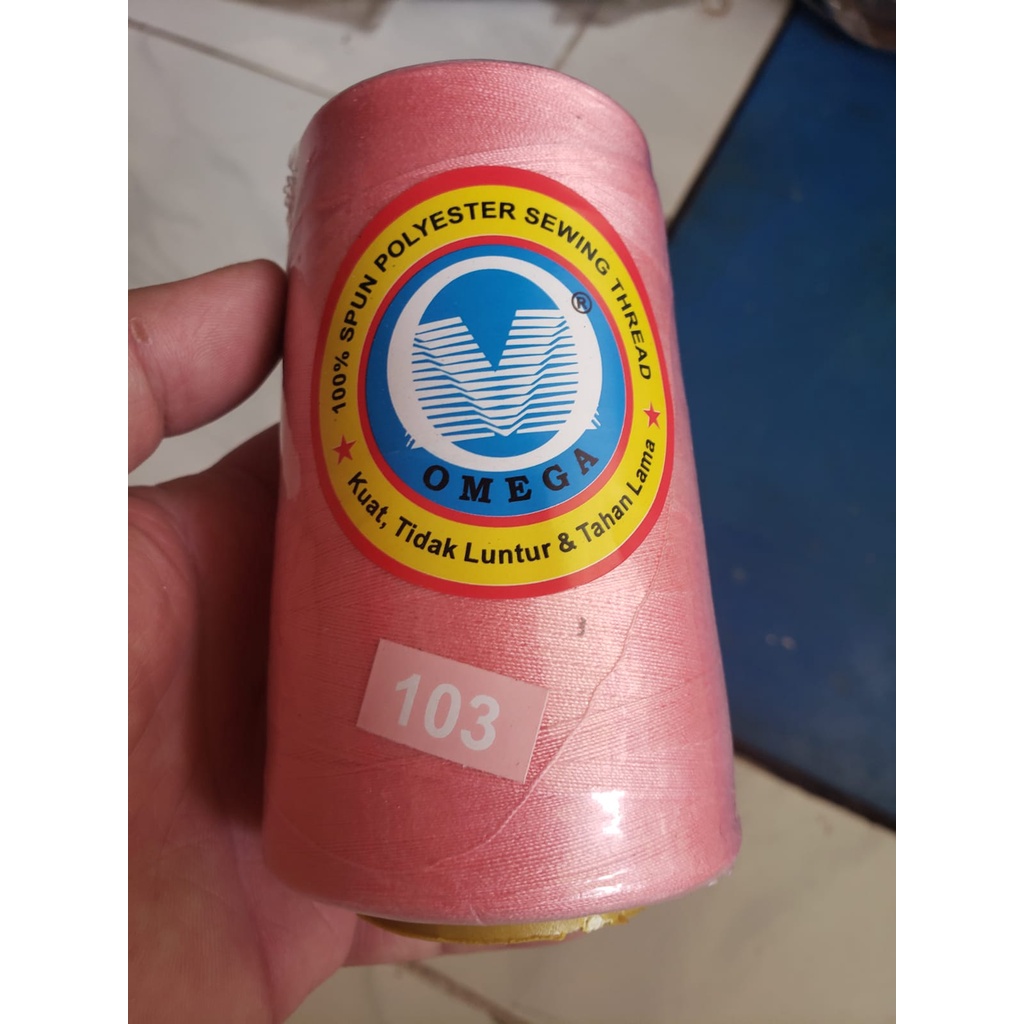 100% SPUN POLYESTER SEWING THREAD
®
OMEGA
Kuat, Tidak Luntur & Tahan Lama
103